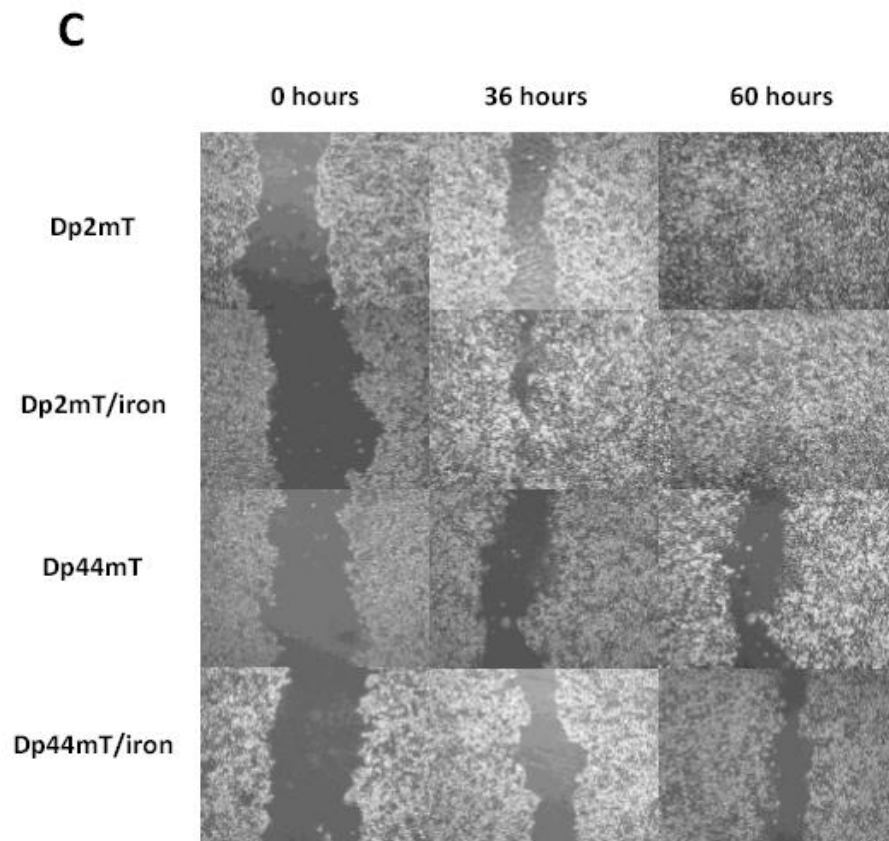 C
0 hours 36 hours 60 hours
Dp2mT
Dp2mT/iron
Dp44mT
Dp44mT/iron